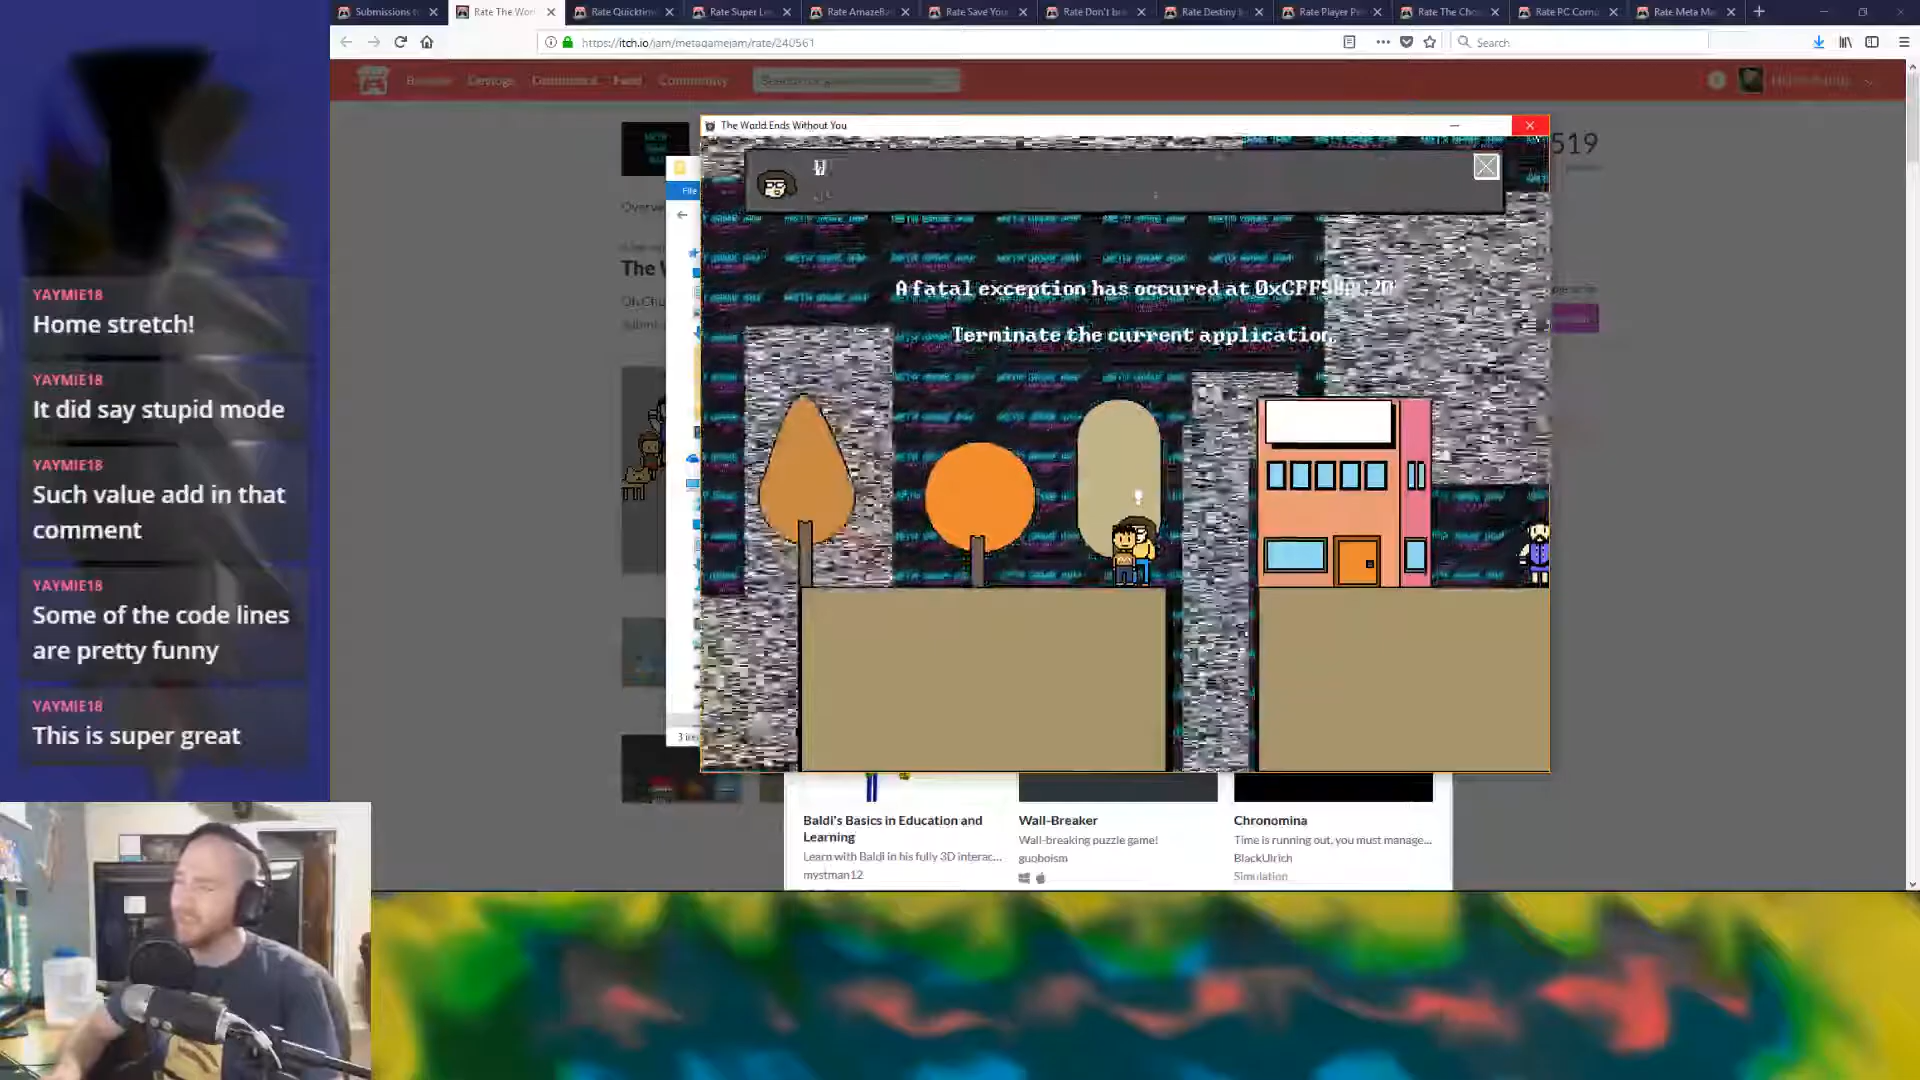 Submissions t
Rate The Wor
Rate Quicktim
Rate Super Le
Rate AmazeBa
Rate Save You
Rate Don't br
Rate Destiny I
Rate Player
Rate The Cho
Rate PC
Rate Meta Ma
https://itch.io/jam/metagamejam/rate/240561
Search
Community
The World Ends Without You
519
File
A fatal exception has occured at
Terminate the current application
YAYMIE18
Home stretch!
YAYMIE18
It did say stupid mode
YAYMIE18
Such value add in that
comment
YAYMIE18
Some of the code lines
are pretty funny
YAYMIE18
This is super great
Baldi's Basics in Education and
Learning
Learn with Baldi in his fully 3D interac...
mystman12
Wall-Breaker
Wall-breaking puzzle game!
guoboism
Chronomina
Time is running out, you must manage...
BlackUlrich
Simulation